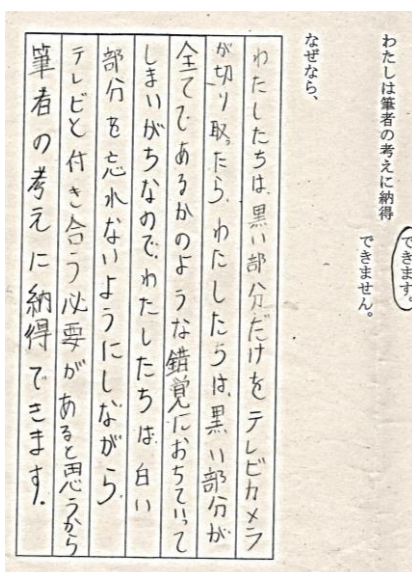 わたしは筆者の考えに納得
できます。
できません。
なぜなら、
わたしたちは、黒い部分だけをテレビカメラ
が切り取ったら、わたしたちは、黒い部分が
全てであるかのような錯覚におちていって
しまいがちなので、わたしたちは、白い
部分を忘れないようにしながら、
テレビと付き合う必要があると思うから
筆者の考えに納得できます。